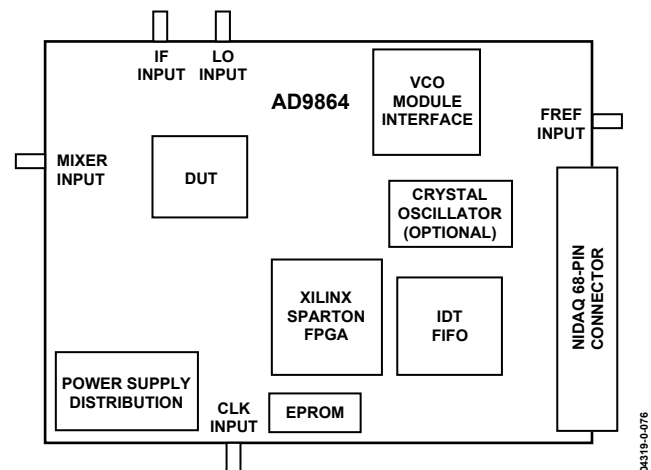 IF
INPUT
LO
INPUT
AD9864
VCO
MODULE
INTERFACE
FREF
INPUT
MIXER
INPUT
DUT
CRYSTAL
OSCILLATOR
(OPTIONAL)
NIDAQ 68-PIN
CONNECTOR
XILINX
SPARTON
FPGA
IDT
FIFO
POWER SUPPLY
DISTRIBUTION
CLK
INPUT
EPROM
04319-0-076